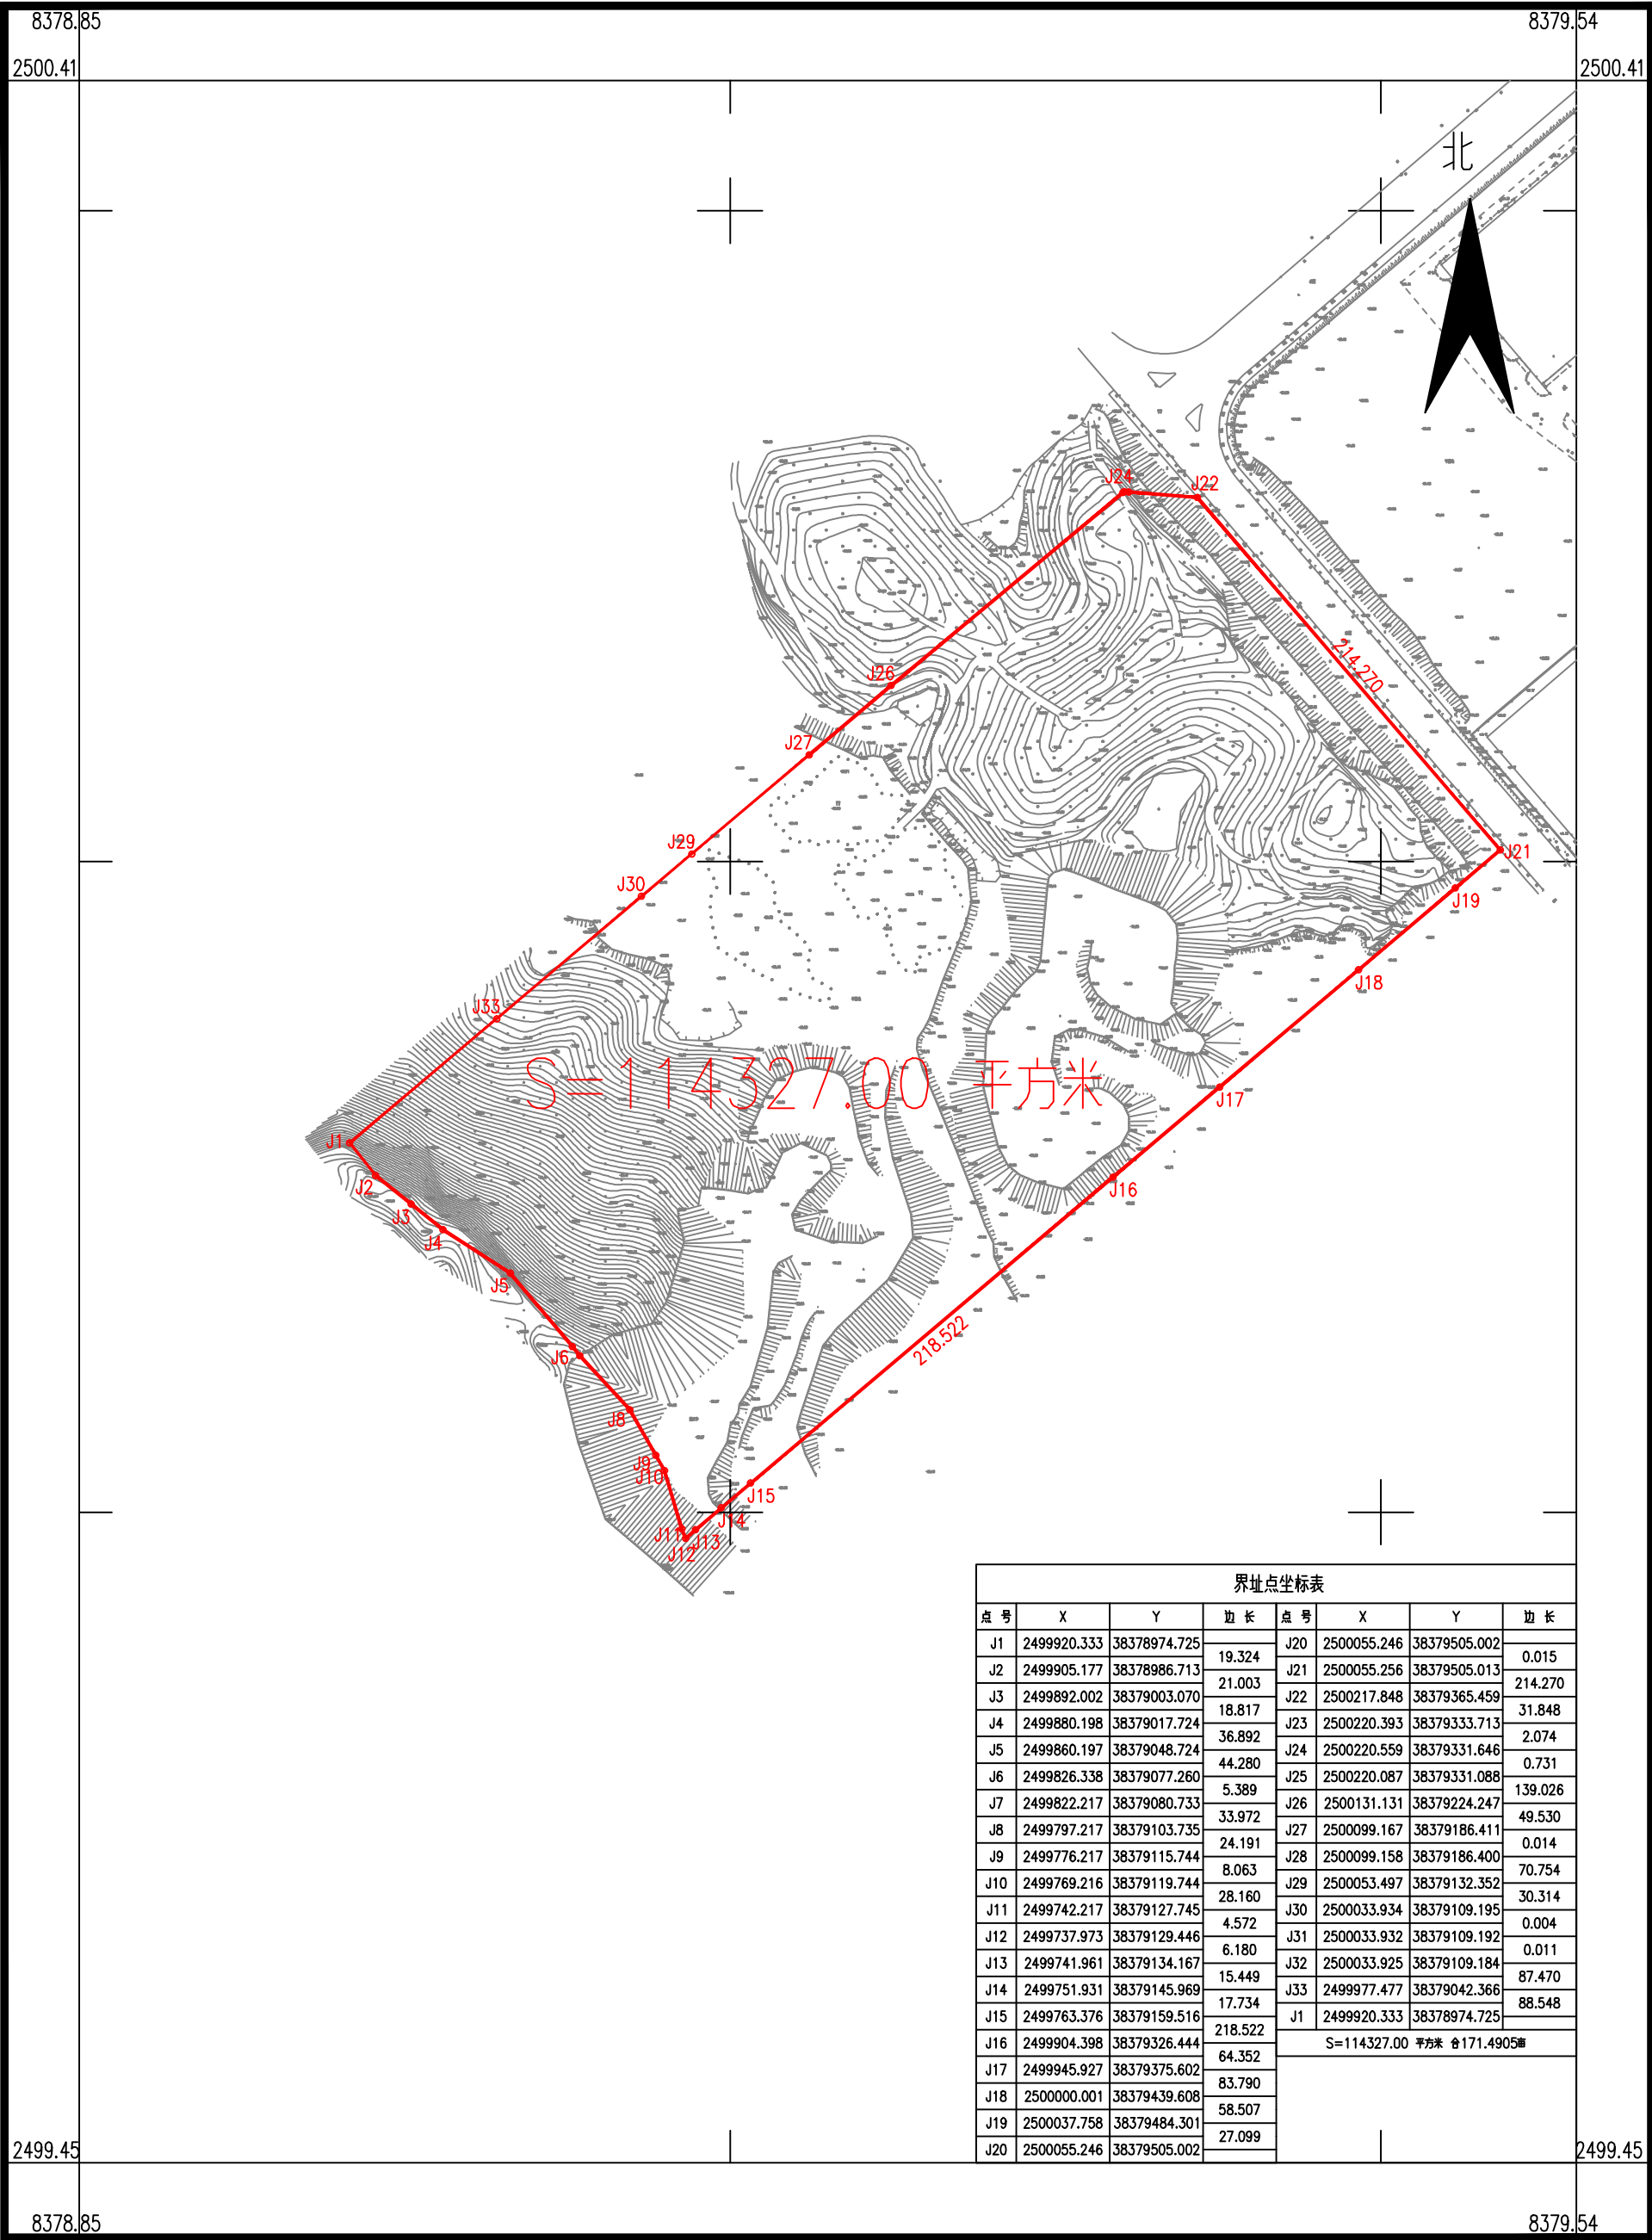 8378.85 8379.54
2500.41 2500.41
北
J24 J22
214.270
J26
J27
J29 J21
J30 J19
J18
J33
S=114327.00 平方米
J17
J1
J2 J16
J3
J4
J5
218.522
J6
J8
J9
J10 J15
J14
J11 J13
J12
界址点坐标表
点号 X Y 边长 点号 X Y 边长
J1 2499920.333 38378974.725 J20 2500055.246 38379505.002
19.324 0.015
J2 2499905.177 38378986.713 J21 2500055.256 38379505.013
21.003 214.270
J3 2499892.002 38379003.070 J22 2500217.848 38379365.459
18.817 31.848
J4 2499880.198 38379017.724 J23 2500220.393 38379333.713
36.892 2.074
J5 2499860.197 38379048.724 J24 2500220.559 38379331.646
44.280 0.731
J6 2499826.338 38379077.260 J25 2500220.087 38379331.088
5.389 139.026
J7 2499822.217 38379080.733 J26 2500131.131 38379224.247
33.972 49.530
J8 2499797.217 38379103.735 J27 2500099.167 38379186.411
24.191 0.014
J9 2499776.217 38379115.744 J28 2500099.158 38379186.400
8.063 70.754
J10 2499769.216 38379119.744 J29 2500053.497 38379132.352
28.160 30.314
J11 2499742.217 38379127.745 J30 2500033.934 38379109.195
4.572 0.004
J12 2499737.973 38379129.446 J31 2500033.932 38379109.192
6.180 0.011
J13 2499741.961 38379134.167 J32 2500033.925 38379109.184
15.449 87.470
J14 2499751.931 38379145.969 J33 2499977.477 38379042.366
17.734 88.548
J15 2499763.376 38379159.516 J1 2499920.333 38378974.725
218.522
J16 2499904.398 38379326.444 S=114327.00 平方米 合171.4905亩
64.352
J17 2499945.927 38379375.602
83.790
J18 2500000.001 38379439.608
58.507
J19 2500037.758 38379484.301
27.099
J20 2500055.246 38379505.002
2499.45 2499.45
8378.85 8379.54